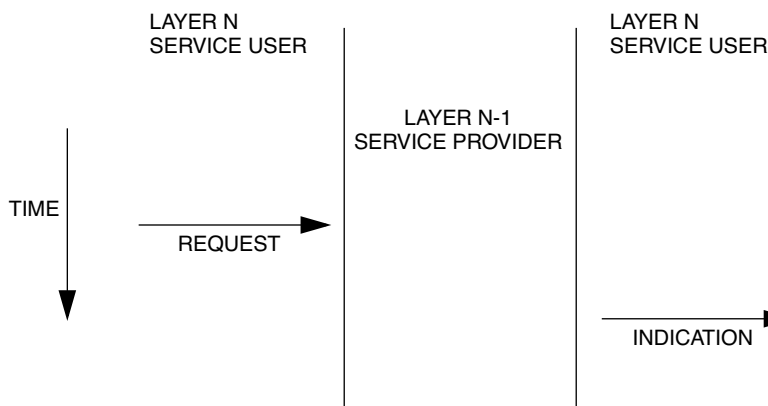 LAYER N
SERVICE USER
LAYER N
SERVICE USER
LAYER N-1
SERVICE PROVIDER
TIME
REQUEST
INDICATION